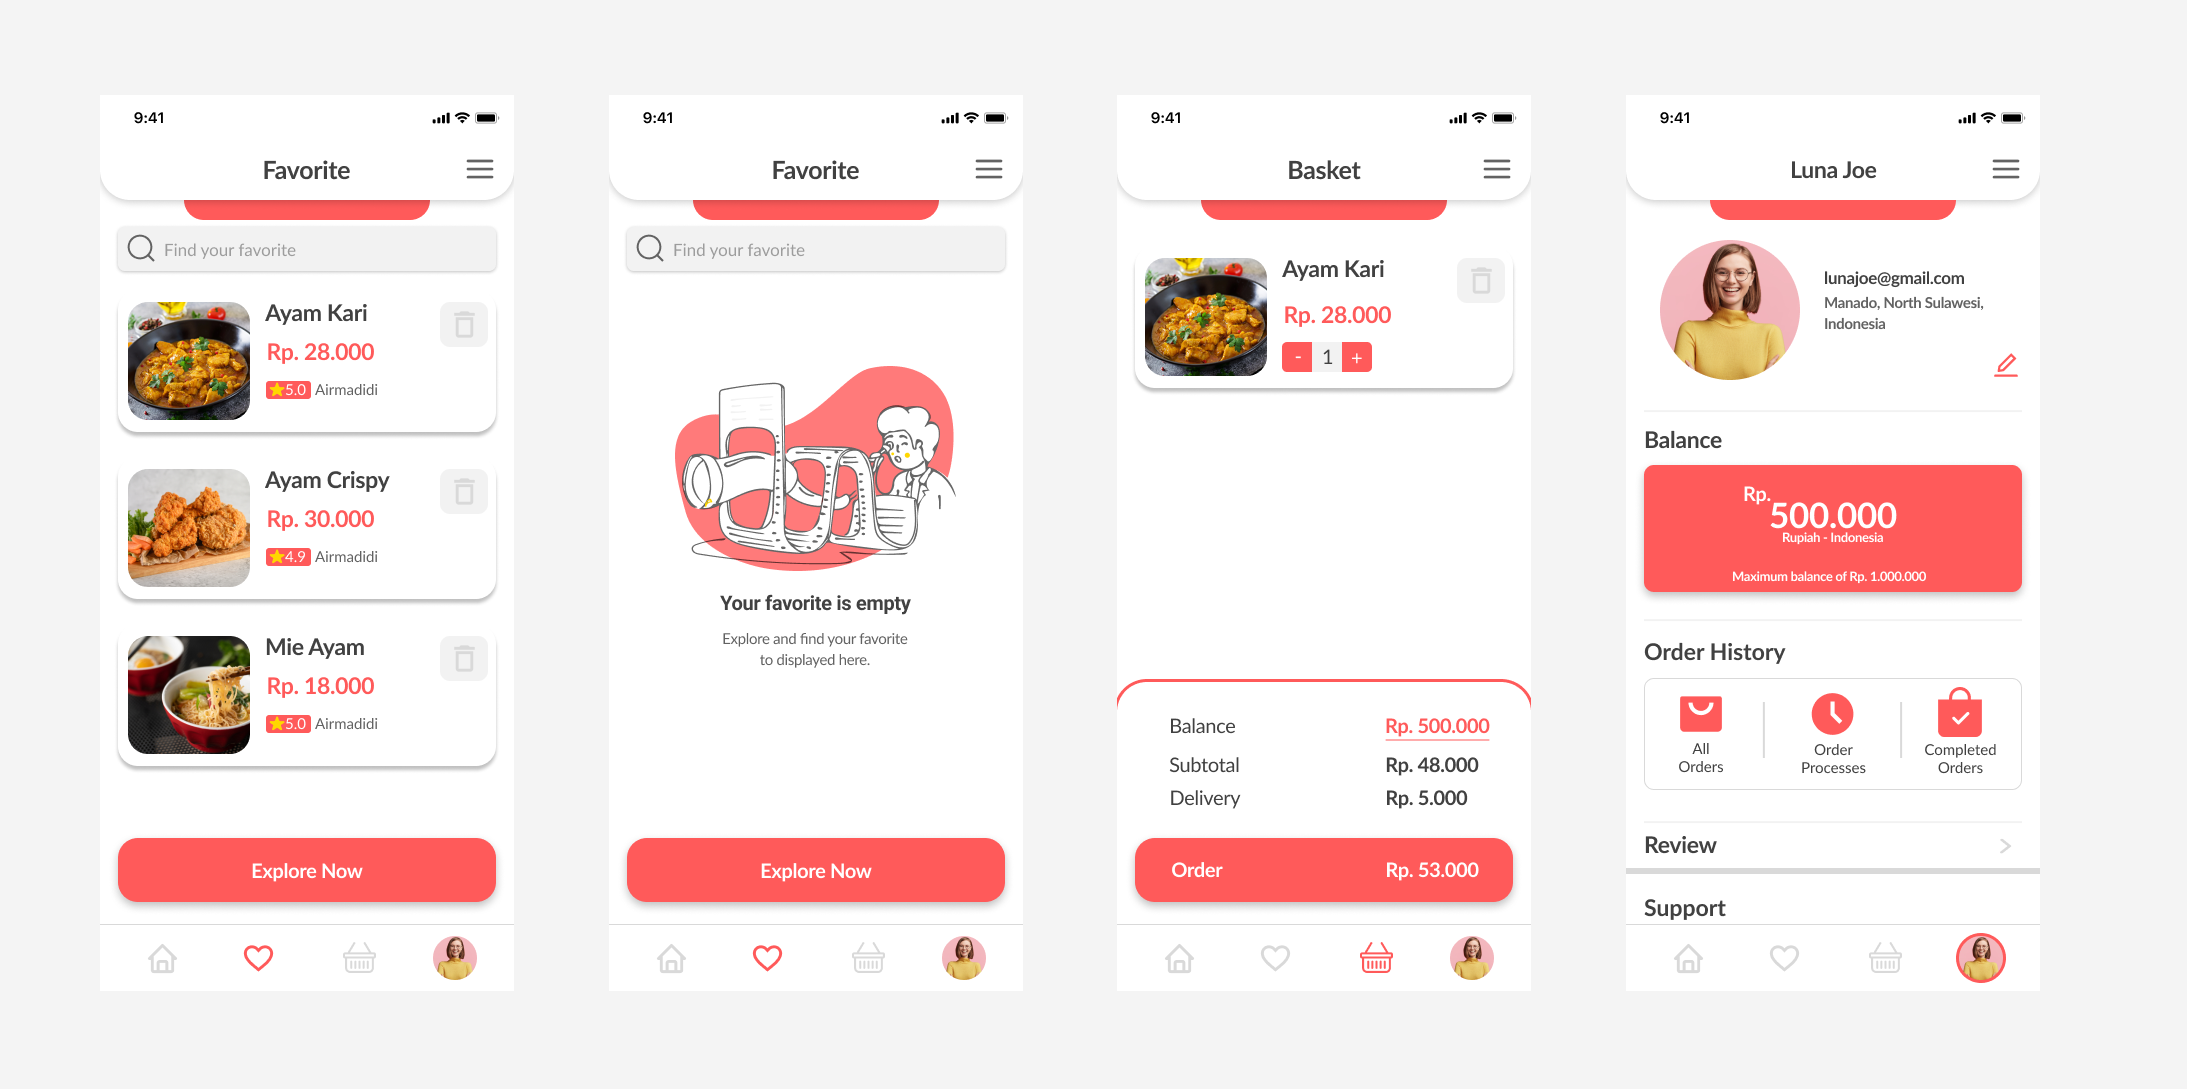 9:41
Favorite
Find your favorite
Ayam Kari
Rp. 28.000
5.0 Airmadidi
Ayam Crispy
Rp. 30.000
4.9 Airmadidi
Mie Ayam
Rp. 18.000
5.0 Airmadidi
Explore Now
9:41
Favorite
Find your favorite
Your favorite is empty
Explore and find your favorite
to displayed here.
Explore Now
9:41
Basket
Ayam Kari
Rp. 28.000
- 1 +
Balance Rp. 500.000
Subtotal Rp. 48.000
Delivery Rp. 5.000
Order Rp. 53.000
9:41
Luna Joe
lunajoe@gmail.com
Manado, North Sulawesi,
Indonesia
Balance
Rp. 500.000
Rupiah - Indonesia
Maximum balance of Rp. 1.000.000
Order History
All
Orders
Order
Processes
Completed
Orders
Review
Support